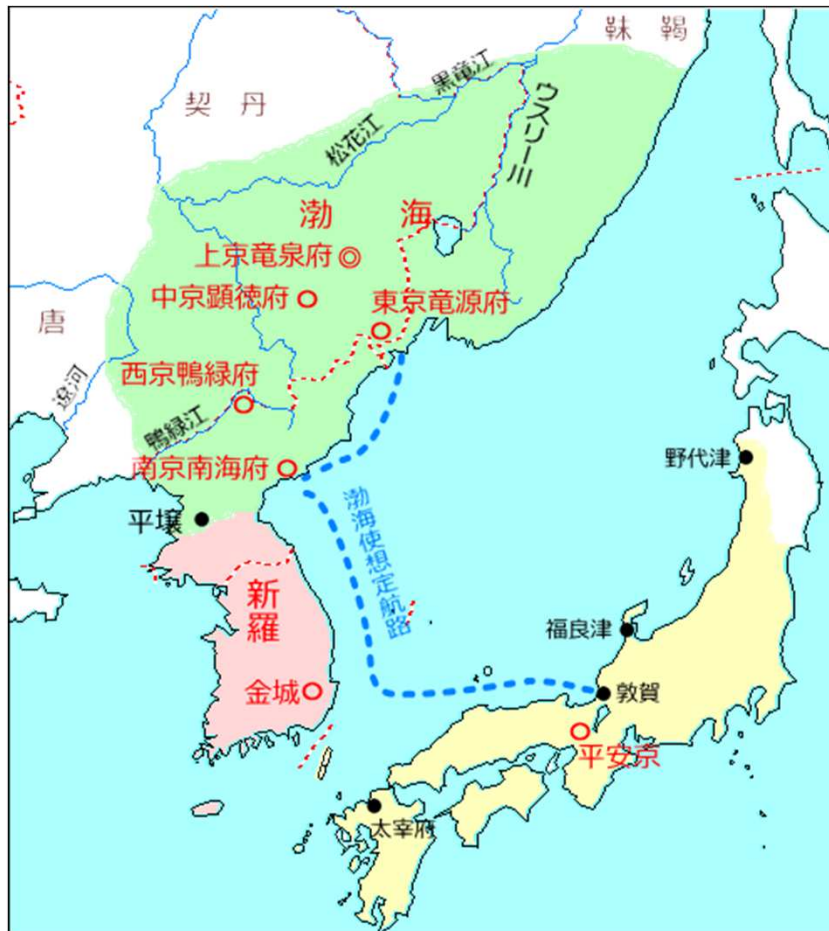 靺鞨
黒竜江
契丹
松花江
ウスリー川
渤海
上京竜泉府
中京顕徳府
東京竜源府
唐
西京鴨緑府
遼河
鴨緑江
南京南海府
野代津
平壌
渤海使想定航路
新羅
福良津
金城
敦賀
平安京
太宰府